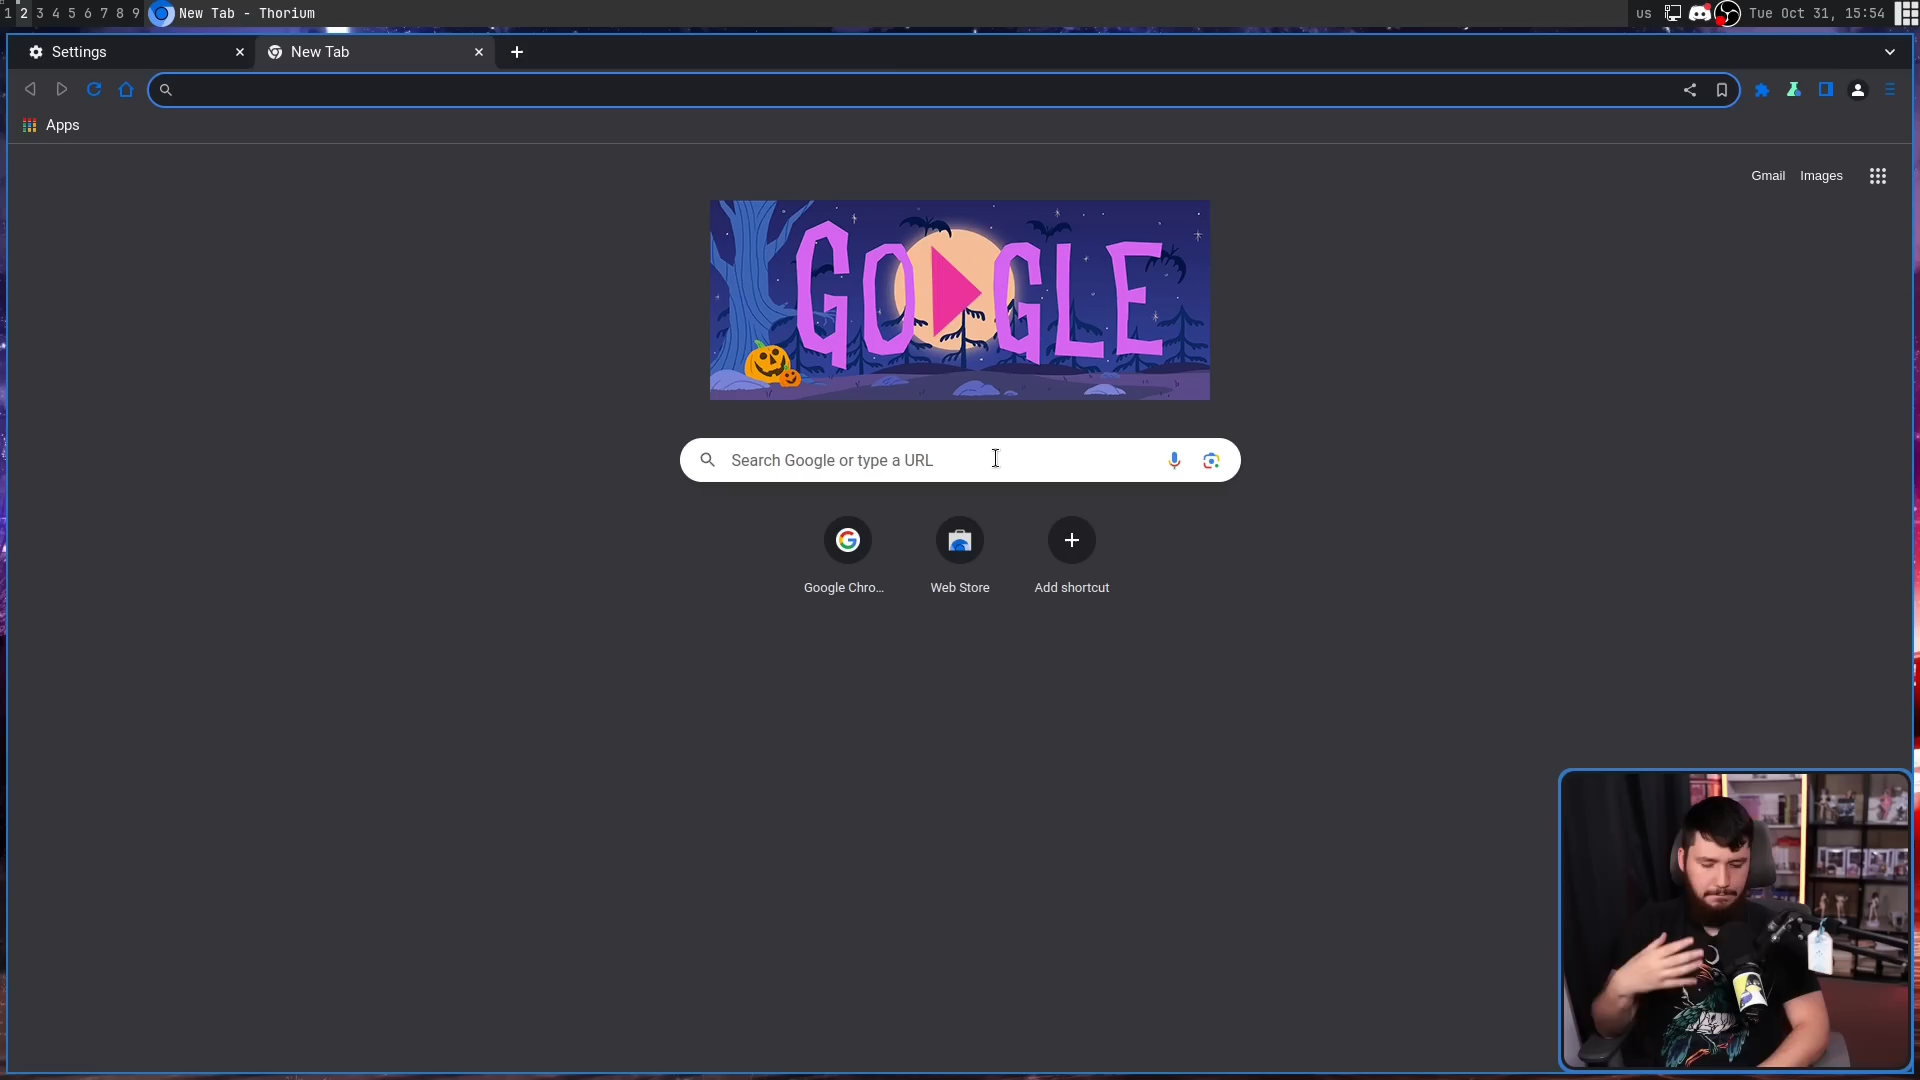 1 2 3 4 5 6 7 8 9 New Tab - Thorium us Tue Oct 31, 15:54
Settings New Tab
Apps
Gmail Images
GOOGLE
Search Google or type a URL
Google Chro... Web Store Add shortcut